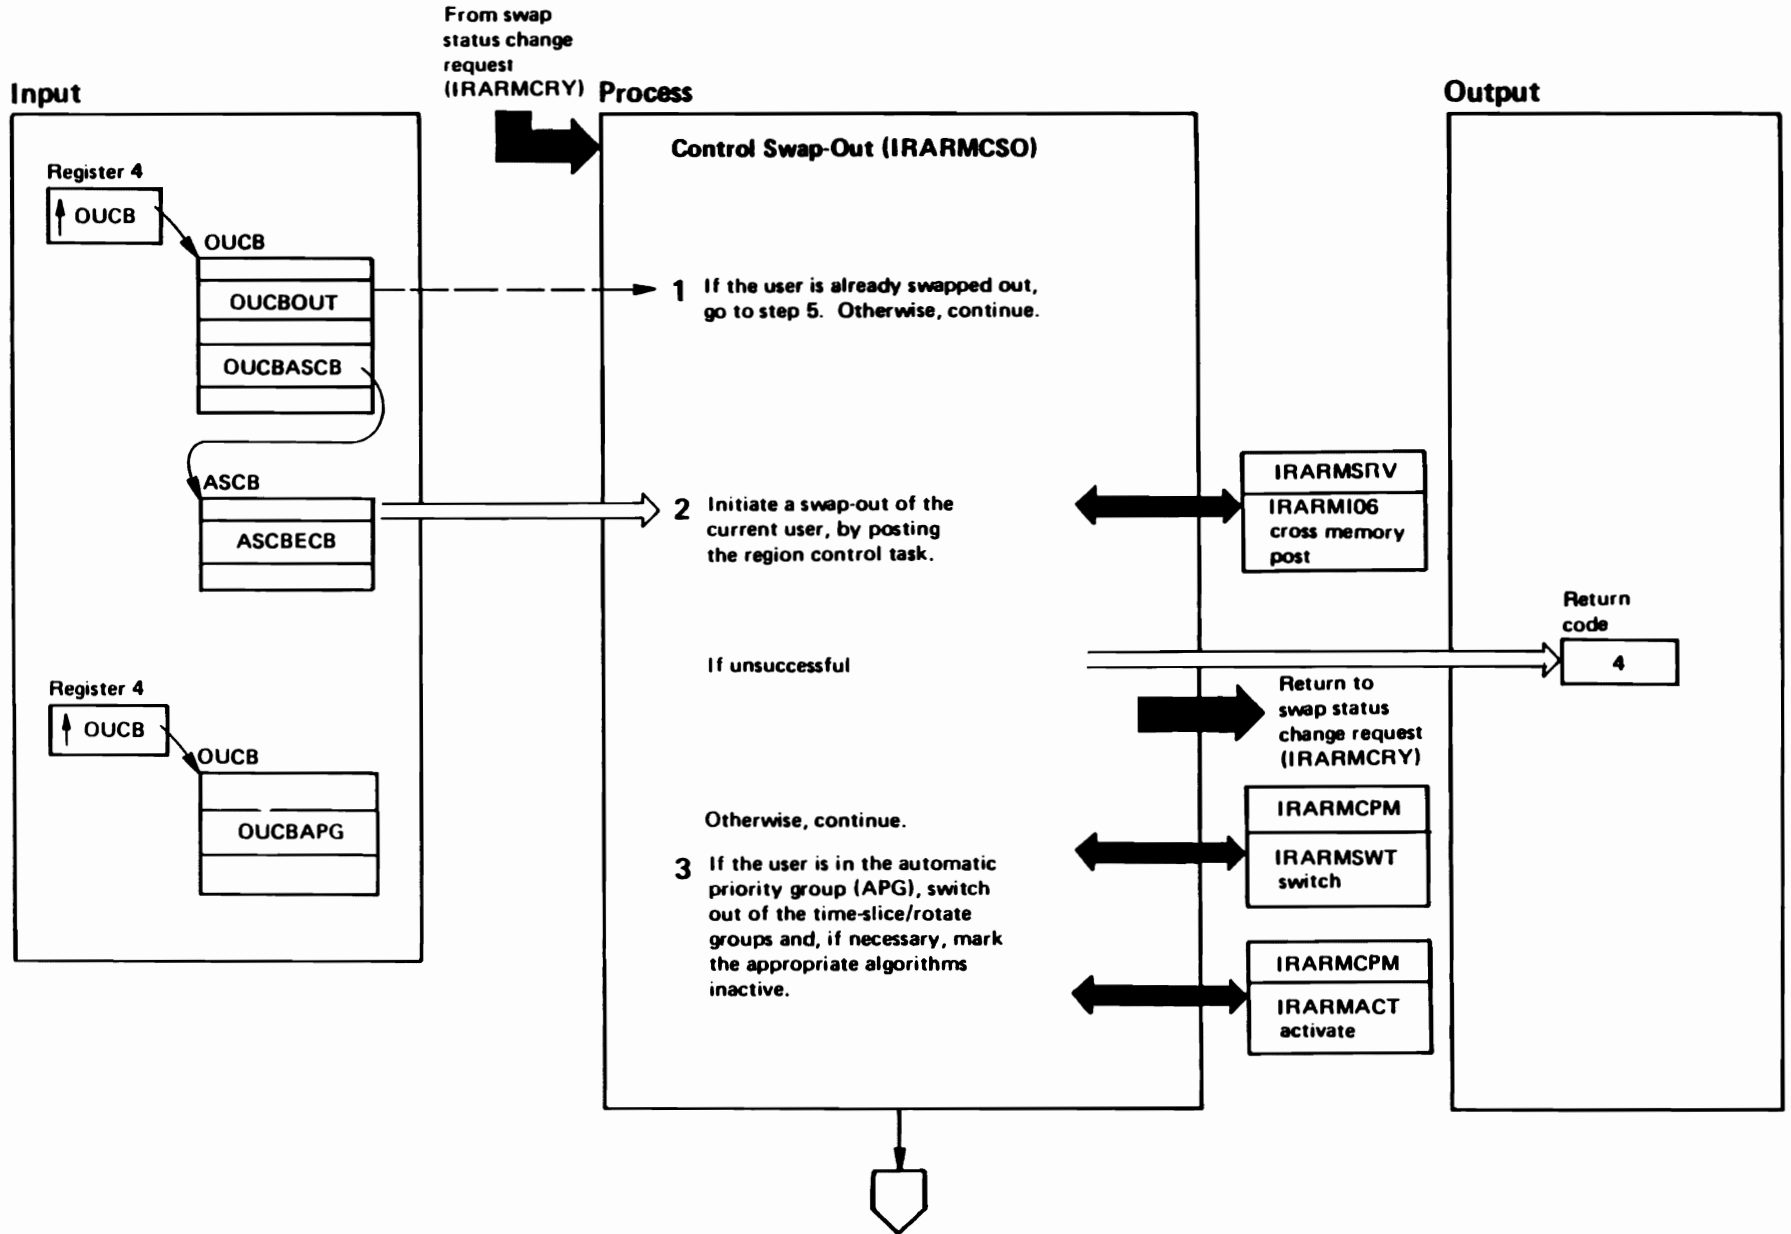 From swap
status change
request
(IRARMCRY)
Input
Process
Output
Control Swap-Out (IRARMCSO)
Register 4
OUCB
OUCB
OUCBOUT
OUCBASCB
1 If the user is already swapped out,
go to step 5. Otherwise, continue.
ASCB
ASCBECB
2 Initiate a swap-out of the
current user, by posting
the region control task.
IRARMSRV
IRARMI06
cross memory
post
If unsuccessful
Return
code
4
Return to
swap status
change request
(IRARMCRY)
Register 4
OUCB
OUCB
OUCBAPG
Otherwise, continue.
3 If the user is in the automatic
priority group (APG), switch
out of the time-slice/rotate
groups and, if necessary, mark
the appropriate algorithms
inactive.
IRARMCPM
IRARMSWT
switch
IRARMCPM
IRARMACT
activate